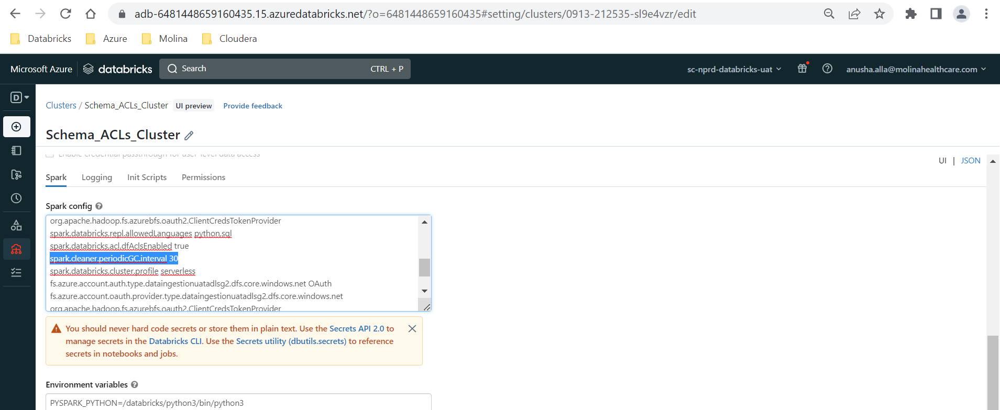 adb-6481448659160435.15.azuredatabricks.net/?o=6481448659160435#setting/clusters/0913-212535-sl9e4vzr/edit
Databricks Azure Molina Cloudera
Microsoft Azure databricks Search CTRL + P sc-nprd-databricks-uat ? anusha.alla@molinahealthcare.com
D
Clusters / Schema_ACLs_Cluster UI preview Provide feedback
Schema_ACLs_Cluster
Enable credential passthrough for user-level data access
UI | JSON
Spark Logging Init Scripts Permissions
Spark config ?
org.apache.hadoop.fs.azurebfs.oauth2.ClientCredsTokenProvider
spark.databricks.repl.allowedLanguages python,sql
spark.databricks.acl.dfAclsEnabled true
spark.cleaner.periodicGC.interval 30
spark.databricks.cluster.profile serverless
fs.azure.account.auth.type.dataingestionuatadlsg2.dfs.core.windows.net OAuth
fs.azure.account.oauth.provider.type.dataingestionuatadlsg2.dfs.core.windows.net
org.apache.hadoop.fs.azurebfs.oauth2.ClientCredsTokenProvider
You should never hard code secrets or store them in plain text. Use the Secrets API 2.0 to
manage secrets in the Databricks CLI. Use the Secrets utility (dbutils.secrets) to reference
secrets in notebooks and jobs.
Environment variables ?
PYSPARK_PYTHON=/databricks/python3/bin/python3